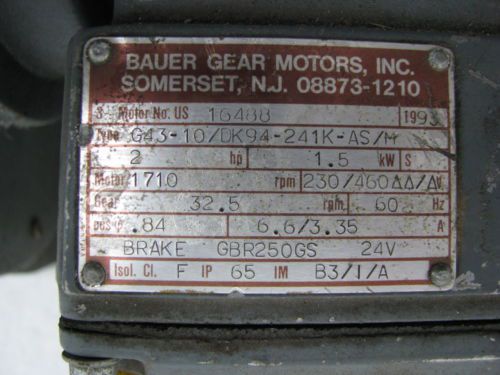 BAUER GEAR MOTORS, INC.
SOMERSET, N.J. 08873-1210
3 Motor No. US 16488 1993
Type G43-10/DK94-241K-AS/M
2 hp 1.5 kW S
Motor 1710 rpm 230/460ΔΔ/Δ V
Gear 32.5 rpm 60 Hz
cos φ .84 6.6/3.35 A
BRAKE GBR250GS 24V
Isol. Cl. F IP 65 IM B3/I/A